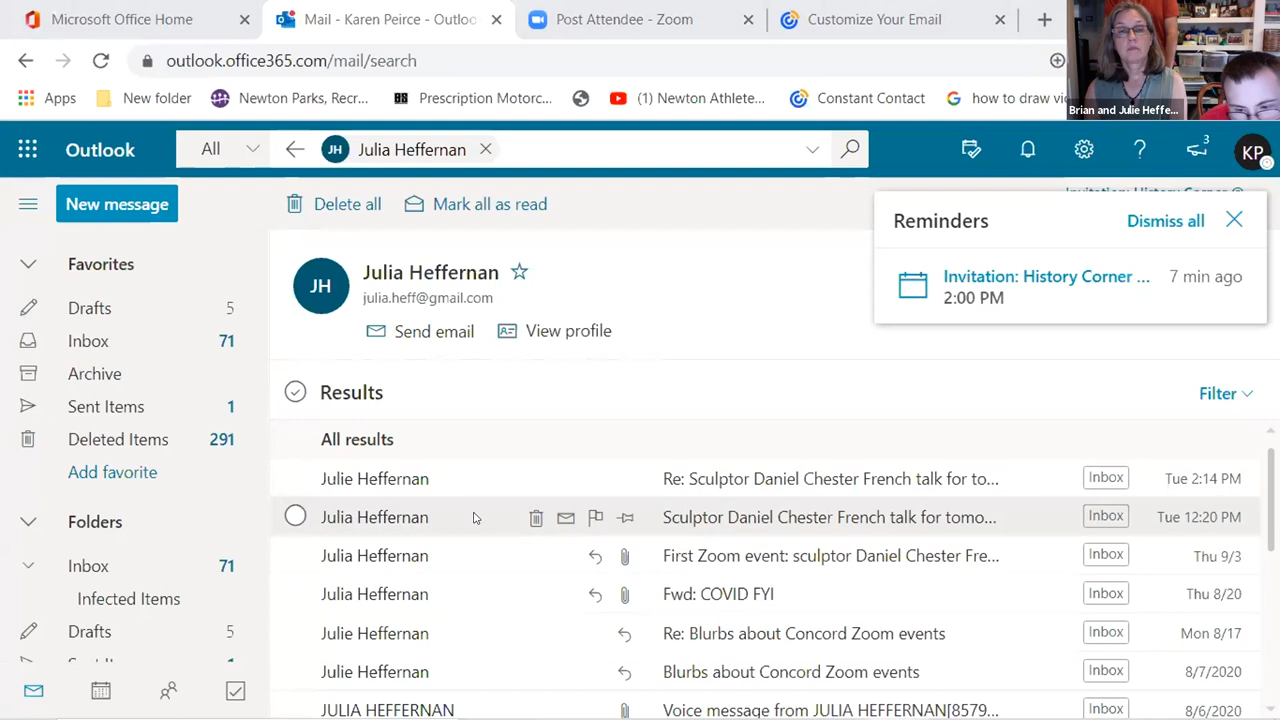 Microsoft Office Home
Mail - Karen Peirce - Outloo
Post Attendee - Zoom
Customize Your Email
outlook.office365.com/mail/search
Apps
New folder
Newton Parks, Recr...
Prescription Motorc...
(1) Newton Athlete...
Constant Contact
how to draw vi
Brian and Julie Heffe...
Outlook
All
JH Julia Heffernan
3
KP
New message
Delete all
Mark all as read
Reminders
Dismiss all
Invitation: History Corner ...
7 min ago
2:00 PM
Favorites
Drafts 5
Inbox 71
Archive
Sent Items 1
Deleted Items 291
Add favorite
Folders
Inbox 71
Infected Items
Drafts 5
JH
Julia Heffernan
julia.heff@gmail.com
Send email
View profile
Results
Filter
All results
Julie Heffernan Re: Sculptor Daniel Chester French talk for to... Inbox Tue 2:14 PM
Julia Heffernan Sculptor Daniel Chester French talk for tomo... Inbox Tue 12:20 PM
Julia Heffernan First Zoom event: sculptor Daniel Chester Fre... Inbox Thu 9/3
Julia Heffernan Fwd: COVID FYI Inbox Thu 8/20
Julie Heffernan Re: Blurbs about Concord Zoom events Inbox Mon 8/17
Julie Heffernan Blurbs about Concord Zoom events Inbox 8/7/2020
JULIA HEFFERNAN Voice message from JULIA HEFFERNAN[8579... Inbox 8/6/2020